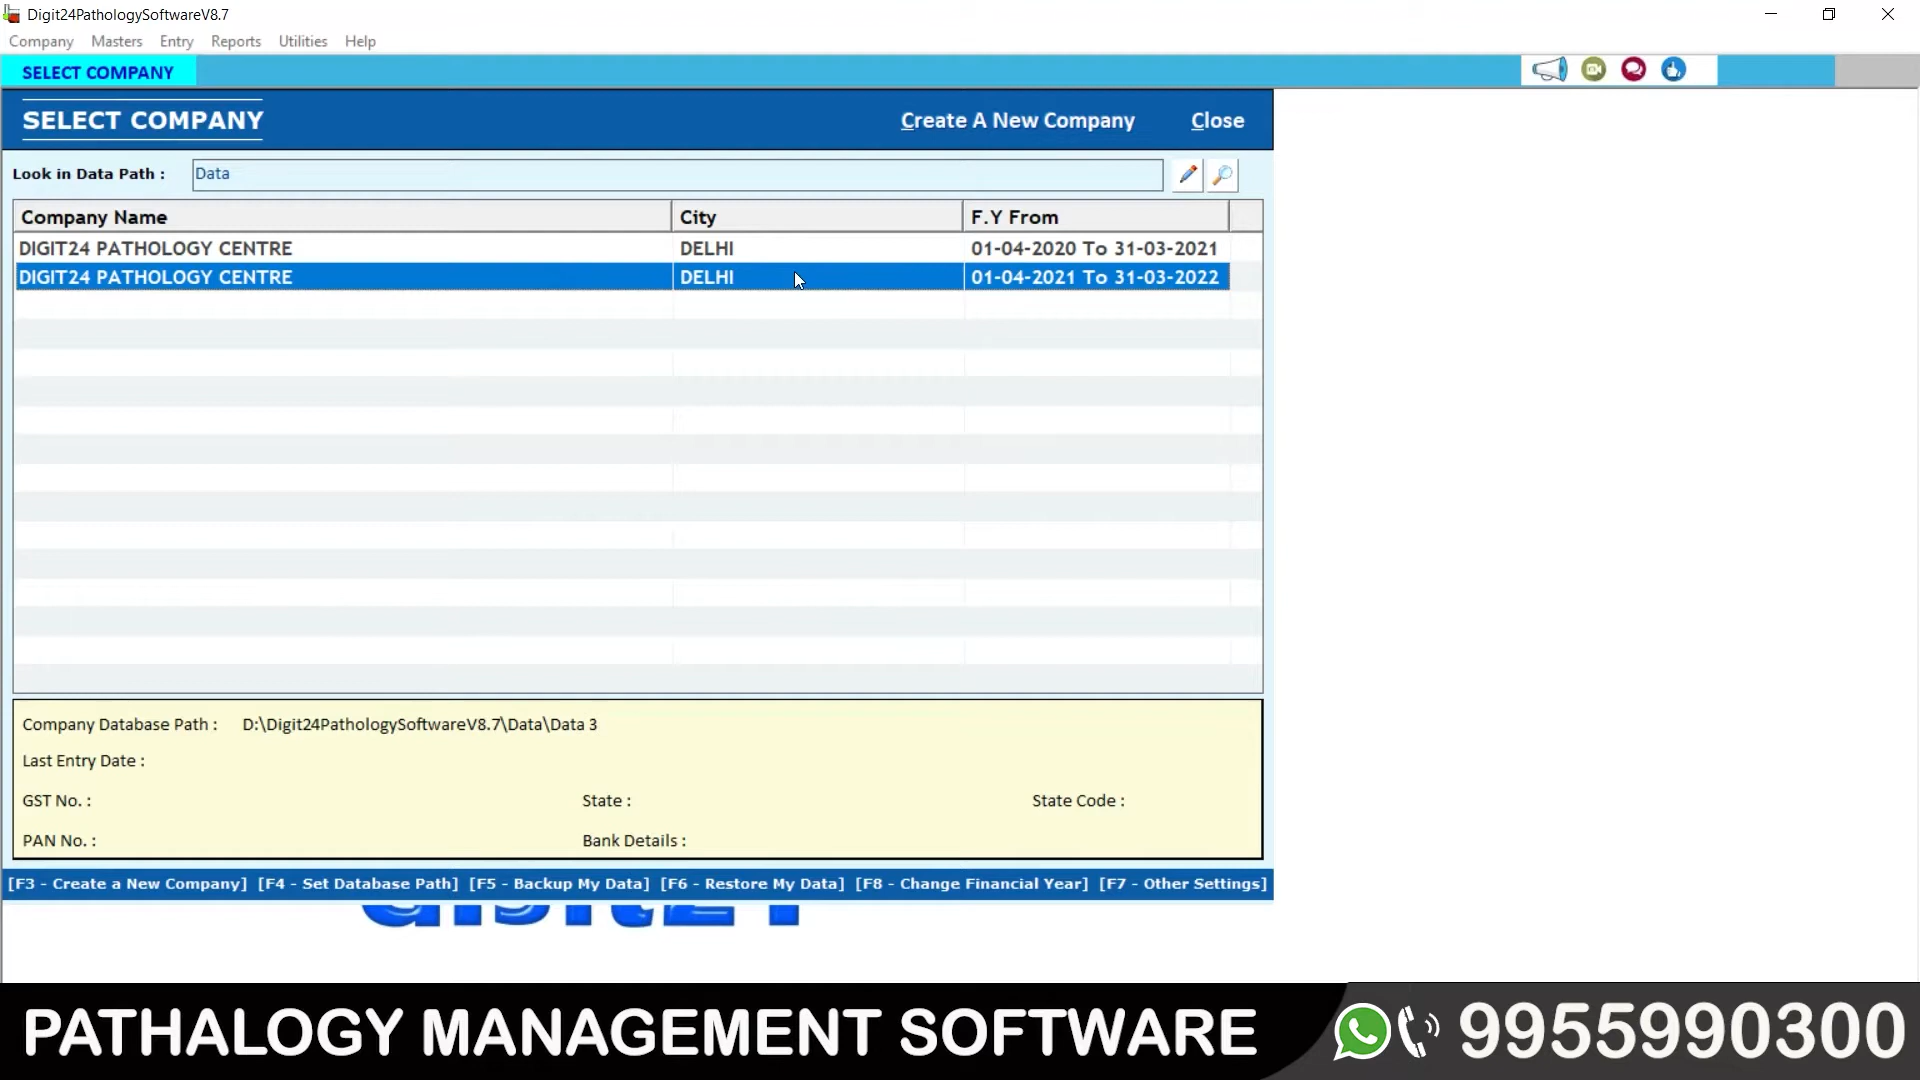 Digit24PathologySoftwareV8.7
Company Masters Entry Reports Utilities Help
SELECT COMPANY
SELECT COMPANY Create A New Company Close
Look in Data Path : Data
Company Name City F.Y From
DIGIT24 PATHOLOGY CENTRE DELHI 01-04-2020 To 31-03-2021
DIGIT24 PATHOLOGY CENTRE DELHI 01-04-2021 To 31-03-2022
Company Database Path : D:\Digit24PathologySoftwareV8.7\Data\Data 3
Last Entry Date :
GST No. : State : State Code :
PAN No. : Bank Details :
[F3 - Create a New Company] [F4 - Set Database Path] [F5 - Backup My Data] [F6 - Restore My Data] [F8 - Change Financial Year] [F7 - Other Settings]
PATHALOGY MANAGEMENT SOFTWARE 9955990300